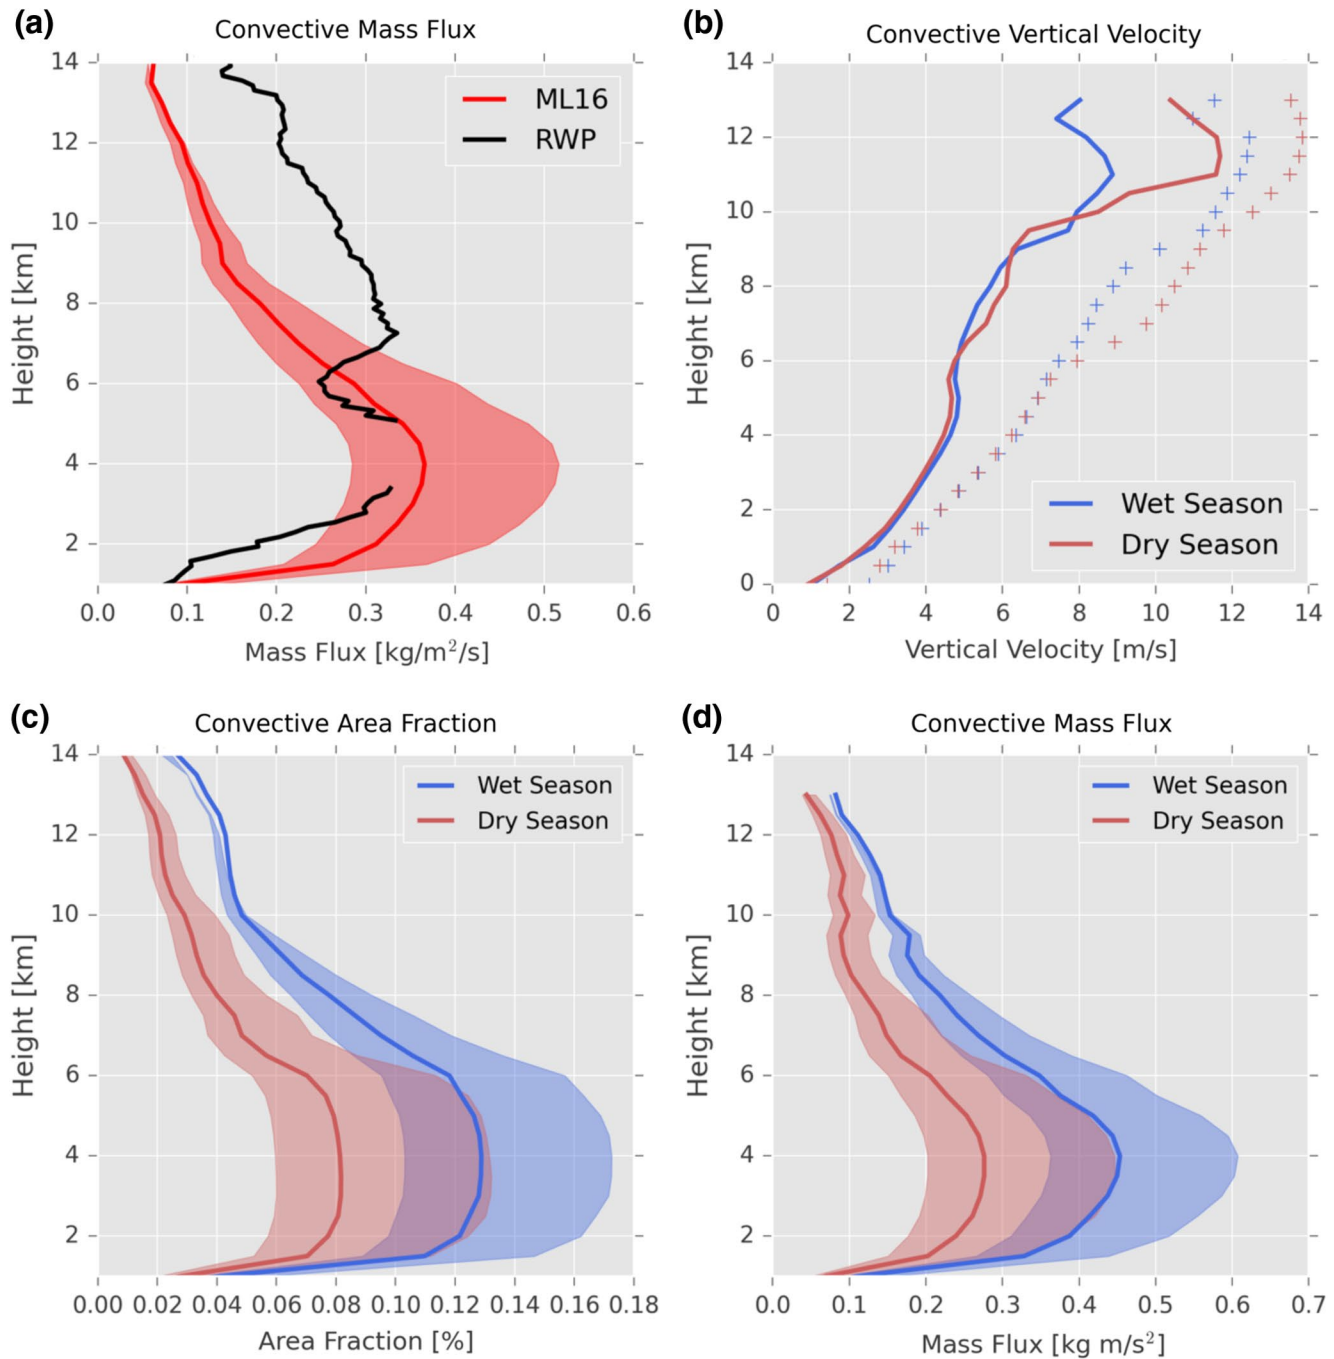 (a)
Convective Mass Flux
14
12
10
8
6
4
2
Height [km]
ML16
RWP
0.0 0.1 0.2 0.3 0.4 0.5 0.6
Mass Flux [kg/m²/s]
(b)
Convective Vertical Velocity
14
12
10
8
6
4
2
0
Height [km]
Wet Season
Dry Season
0 2 4 6 8 10 12 14
Vertical Velocity [m/s]
(c)
Convective Area Fraction
14
12
10
8
6
4
2
Height [km]
Wet Season
Dry Season
0.00 0.02 0.04 0.06 0.08 0.10 0.12 0.14 0.16 0.18
Area Fraction [%]
(d)
Convective Mass Flux
14
12
10
8
6
4
2
Height [km]
Wet Season
Dry Season
0.0 0.1 0.2 0.3 0.4 0.5 0.6 0.7
Mass Flux [kg m/s²]